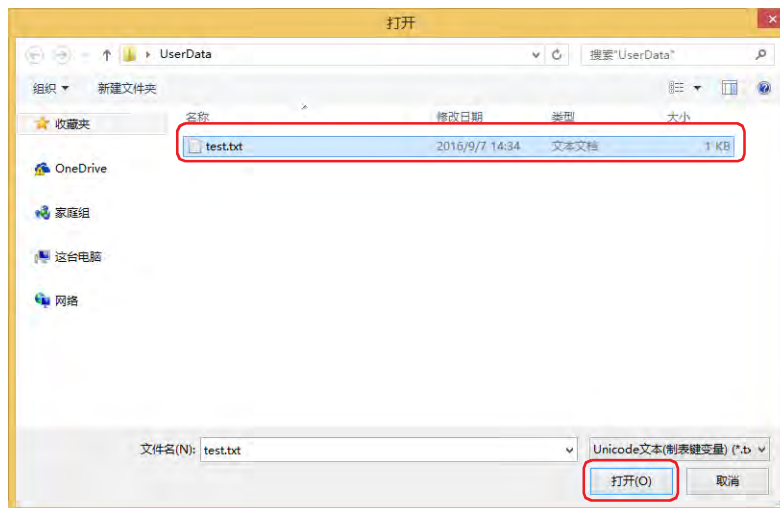 打开
UserData
搜索"UserData"
组织 新建文件夹
名称 修改日期 类型 大小
test.txt 2016/9/7 14:34 文本文档 1 KB
收藏夹
OneDrive
家庭组
这台电脑
网络
文件名(N): test.txt
Unicode文本(制表键变量) (*.t
打开(O) 取消